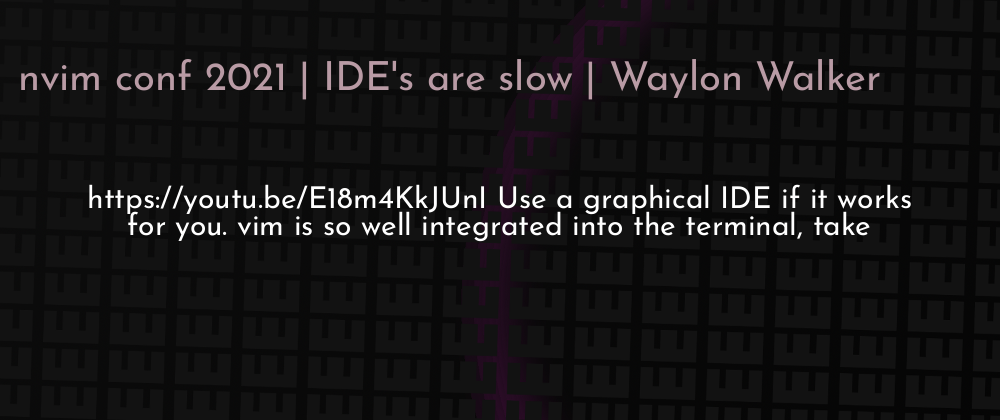 nvim conf 2021 | IDE's are slow | Waylon Walker
https://youtu.be/E18m4KkJUnI Use a graphical IDE if it works
for you. vim is so well integrated into the terminal, take